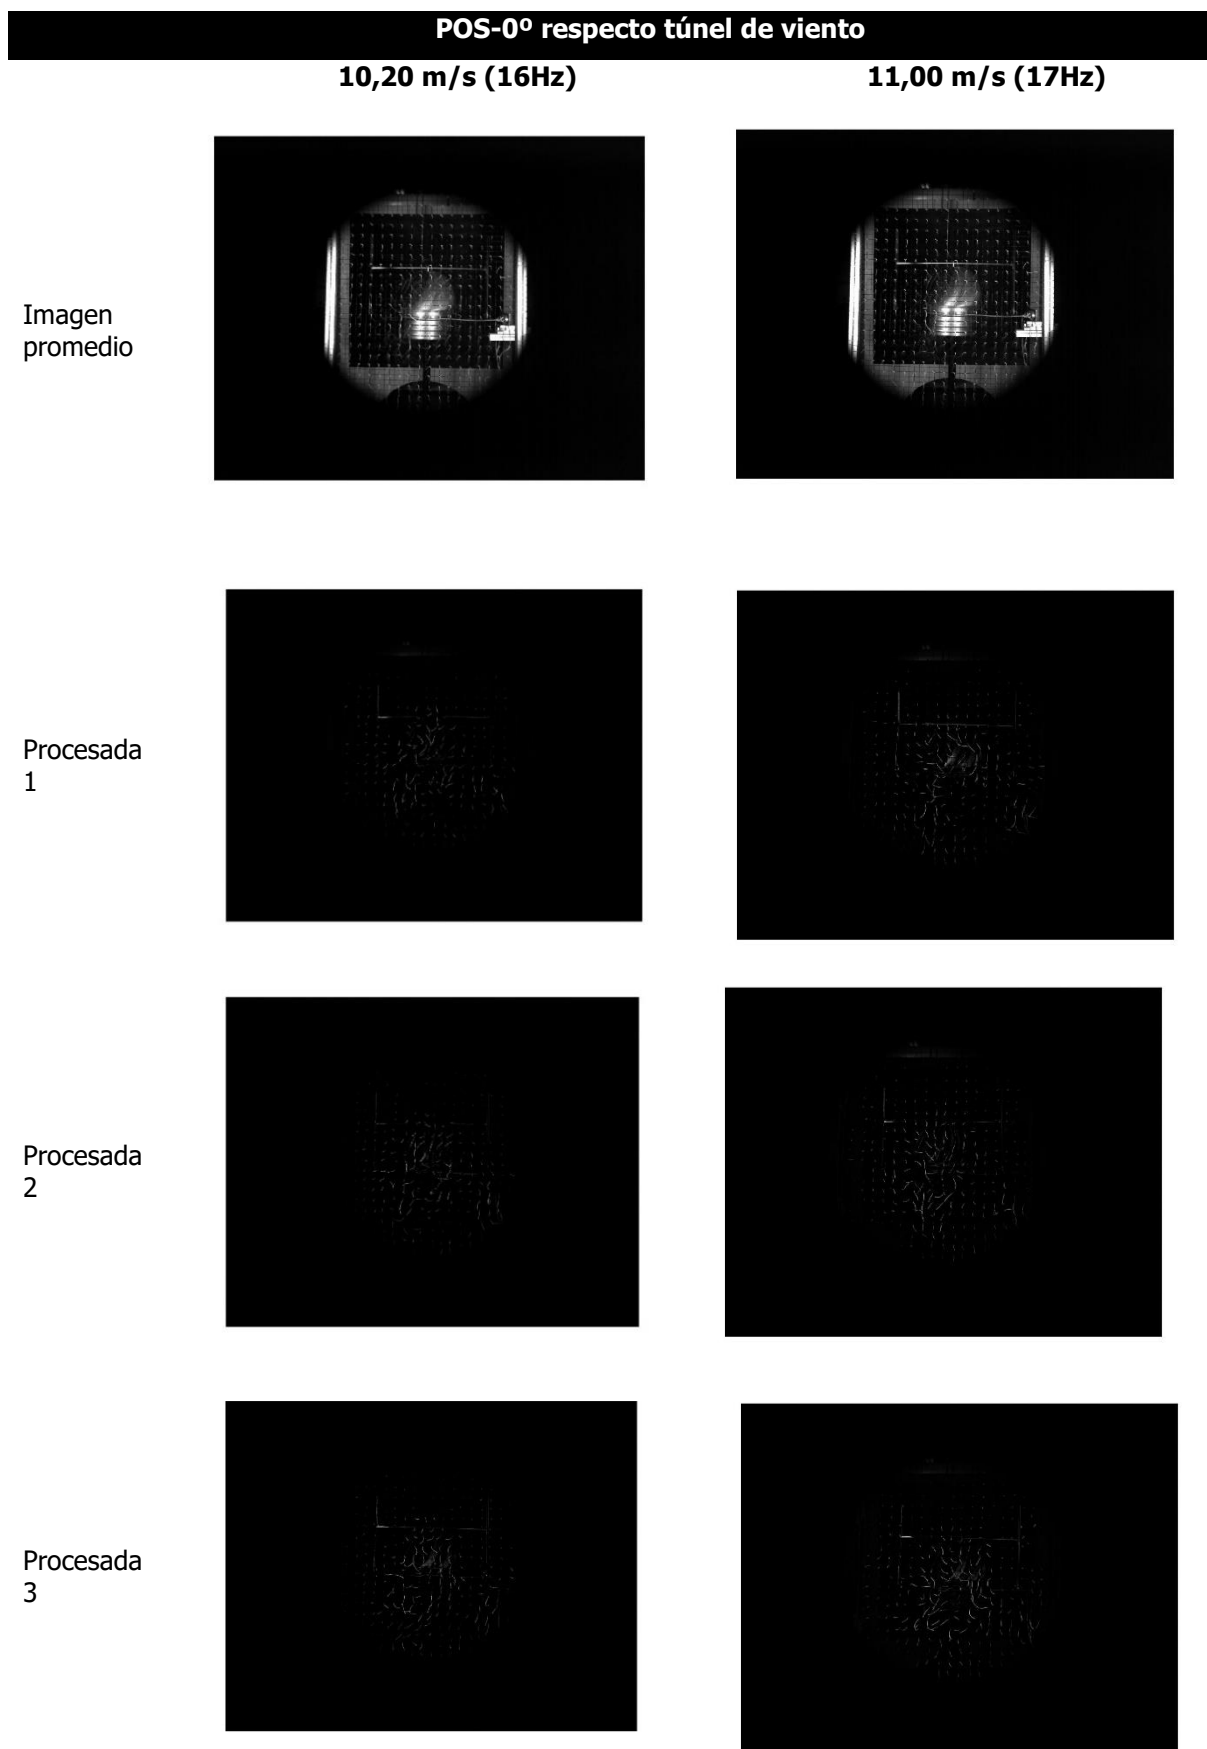 POS-0º respecto túnel de viento
10,20 m/s (16Hz) 11,00 m/s (17Hz)
Imagen
promedio
Procesada
1
Procesada
2
Procesada
3